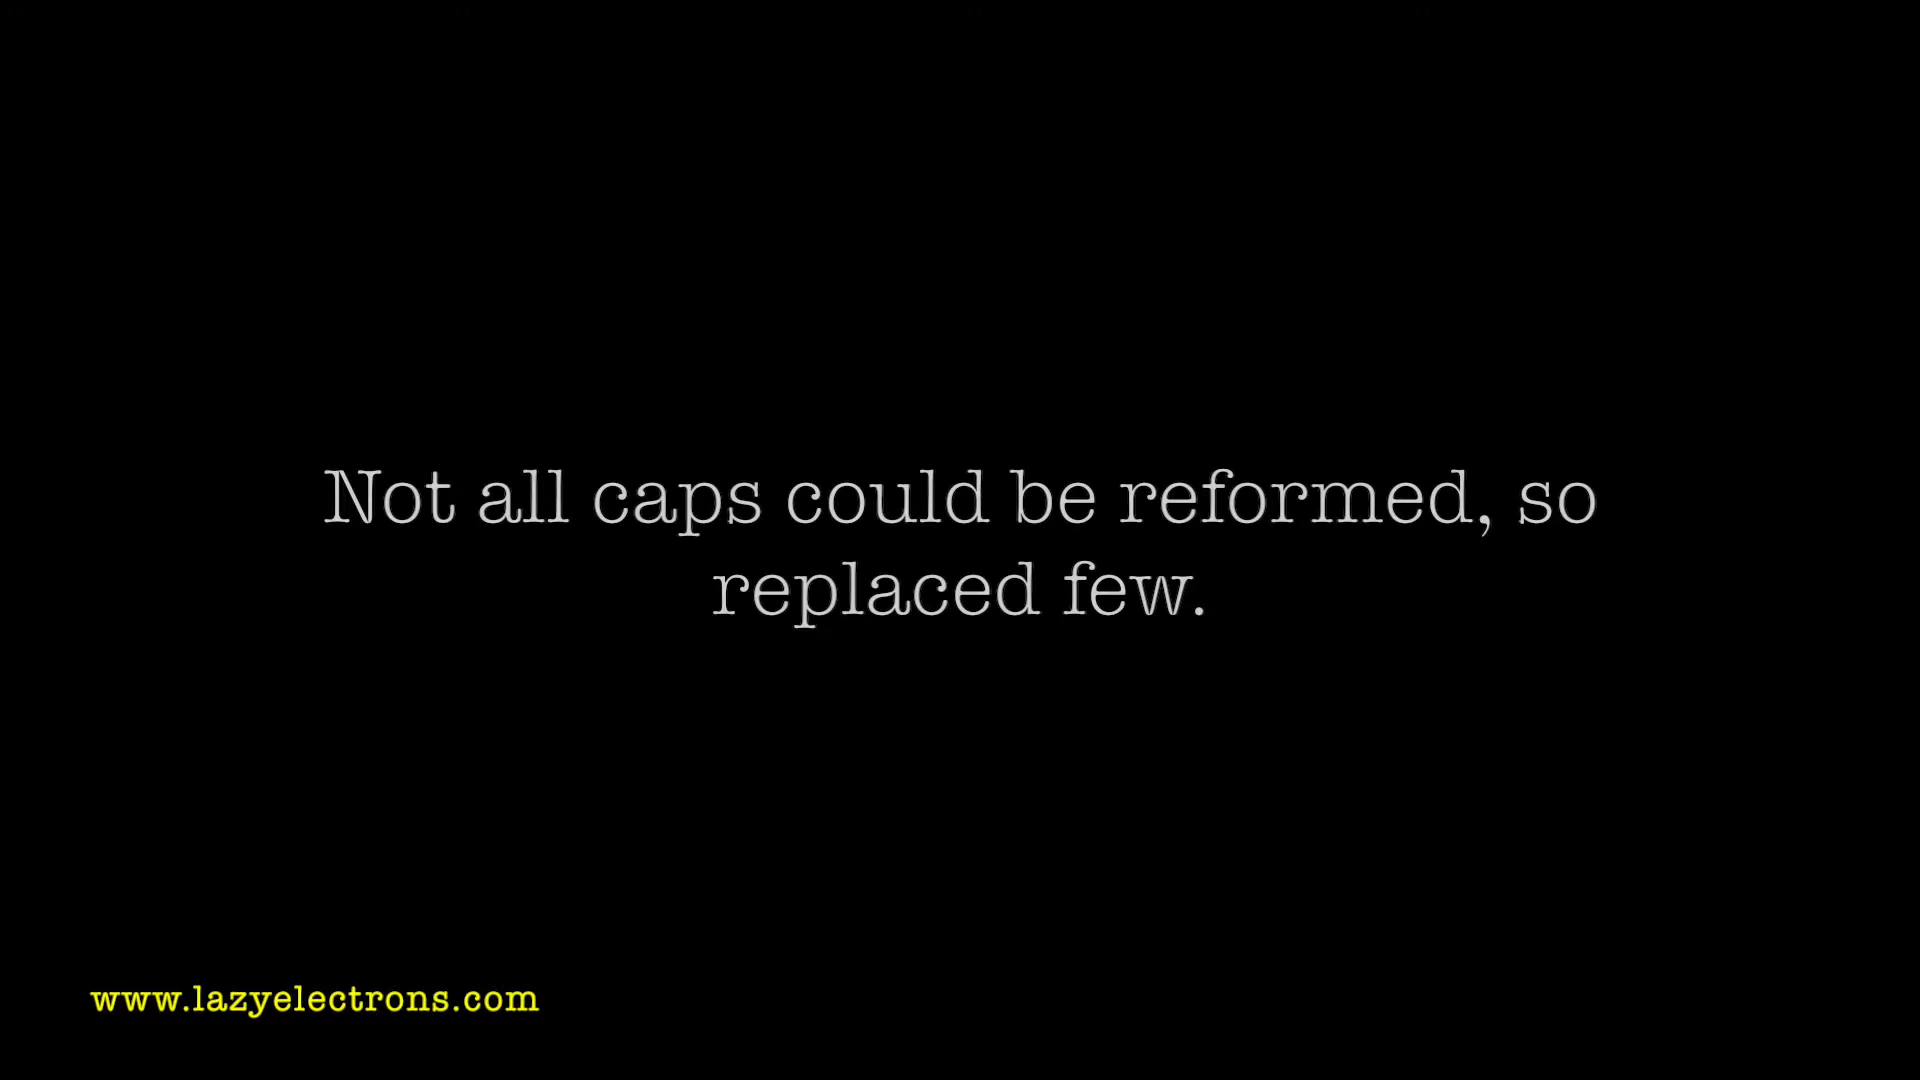 Not all caps could be reformed, so
replaced few.
www.lazyelectrons.com